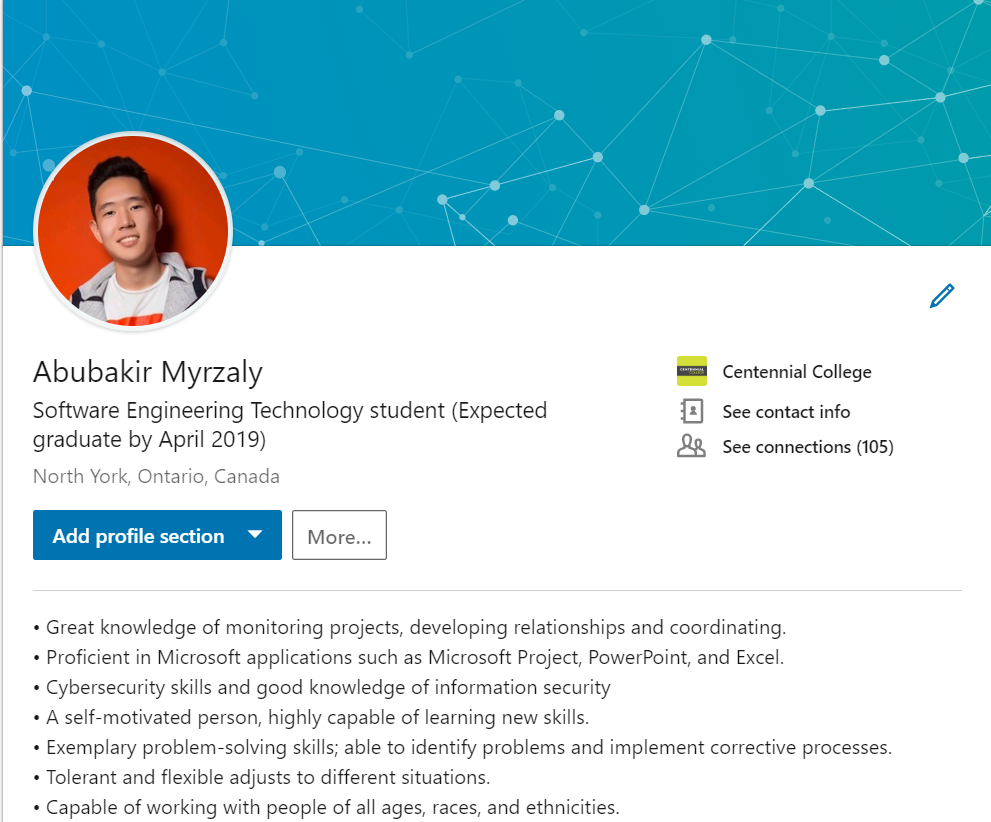 Abubakir Myrzaly
Software Engineering Technology student (Expected
graduate by April 2019)
North York, Ontario, Canada
CENTENNIAL
Centennial College
See contact info
See connections (105)
Add profile section
More...
• Great knowledge of monitoring projects, developing relationships and coordinating.
• Proficient in Microsoft applications such as Microsoft Project, PowerPoint, and Excel.
• Cybersecurity skills and good knowledge of information security
• A self-motivated person, highly capable of learning new skills.
• Exemplary problem-solving skills; able to identify problems and implement corrective processes.
• Tolerant and flexible adjusts to different situations.
• Capable of working with people of all ages, races, and ethnicities.